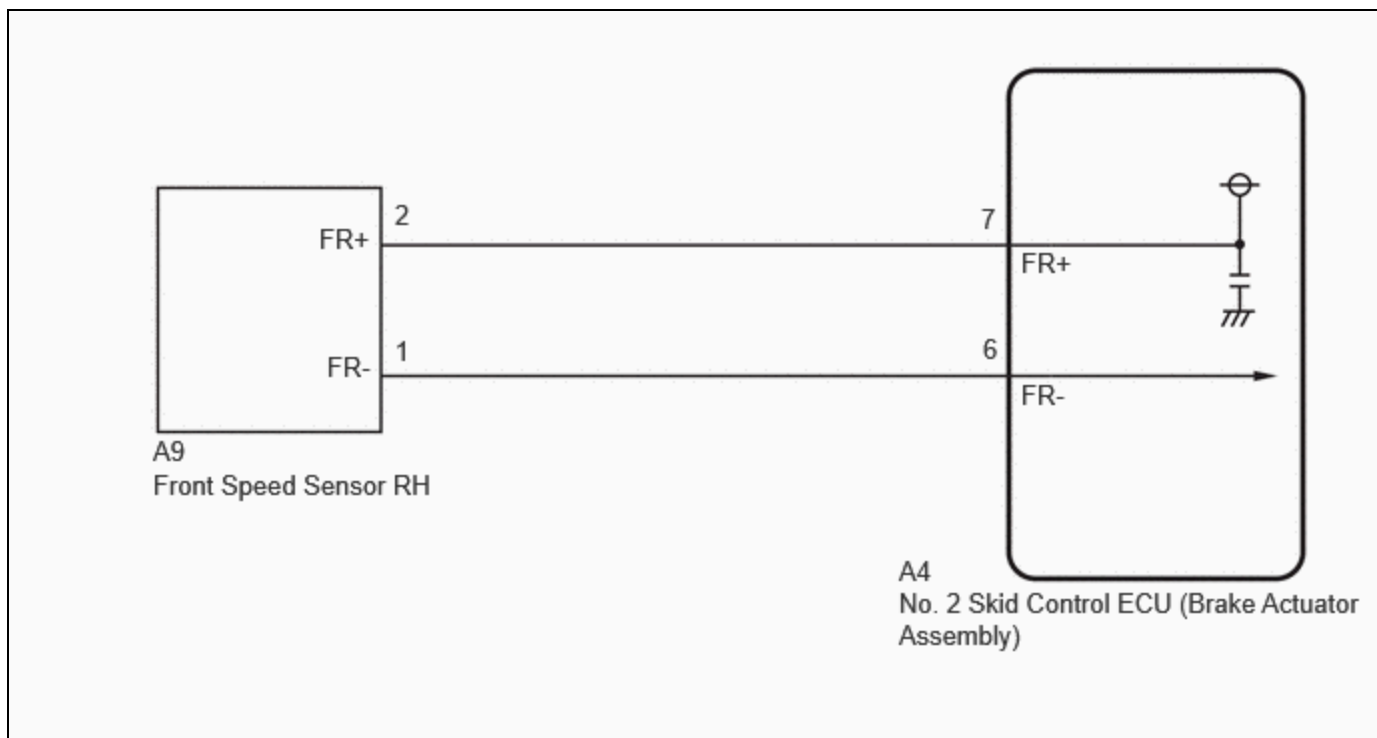 2
7
FR+
FR+
1
6
FR-
FR-
A9
Front Speed Sensor RH
A4
No. 2 Skid Control ECU (Brake Actuator
Assembly)